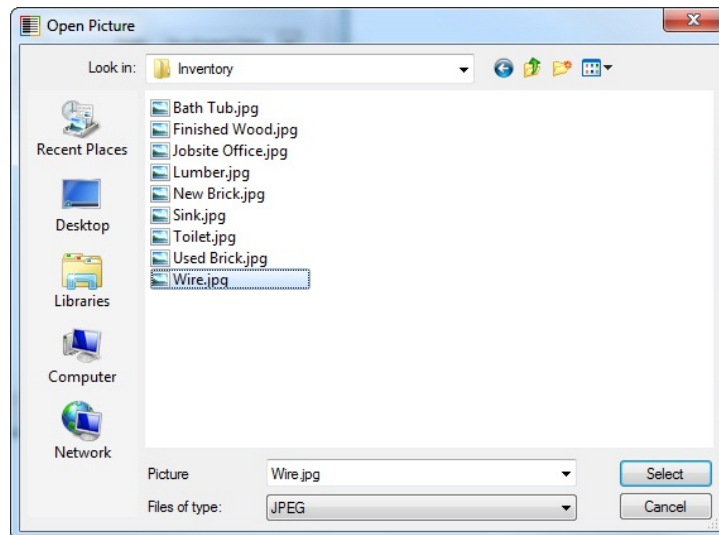 Open Picture
Look in:
Inventory
Recent Places
Desktop
Libraries
Computer
Network
Bath Tub.jpg
Finished Wood.jpg
Jobsite Office.jpg
Lumber.jpg
New Brick.jpg
Sink.jpg
Toilet.jpg
Used Brick.jpg
Wire.jpg
Picture
Wire.jpg
Select
Files of type:
JPEG
Cancel